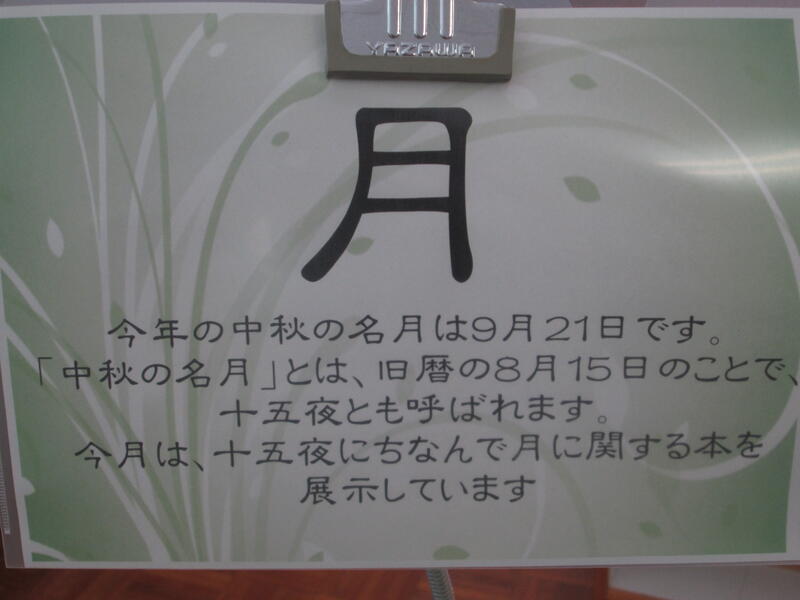 YAZAWA
月
今年の中秋の名月は9月21日です。
「中秋の名月」とは、旧暦の8月15日のことで、
十五夜とも呼ばれます。
今月は、十五夜にちなんで月に関する本を
展示しています